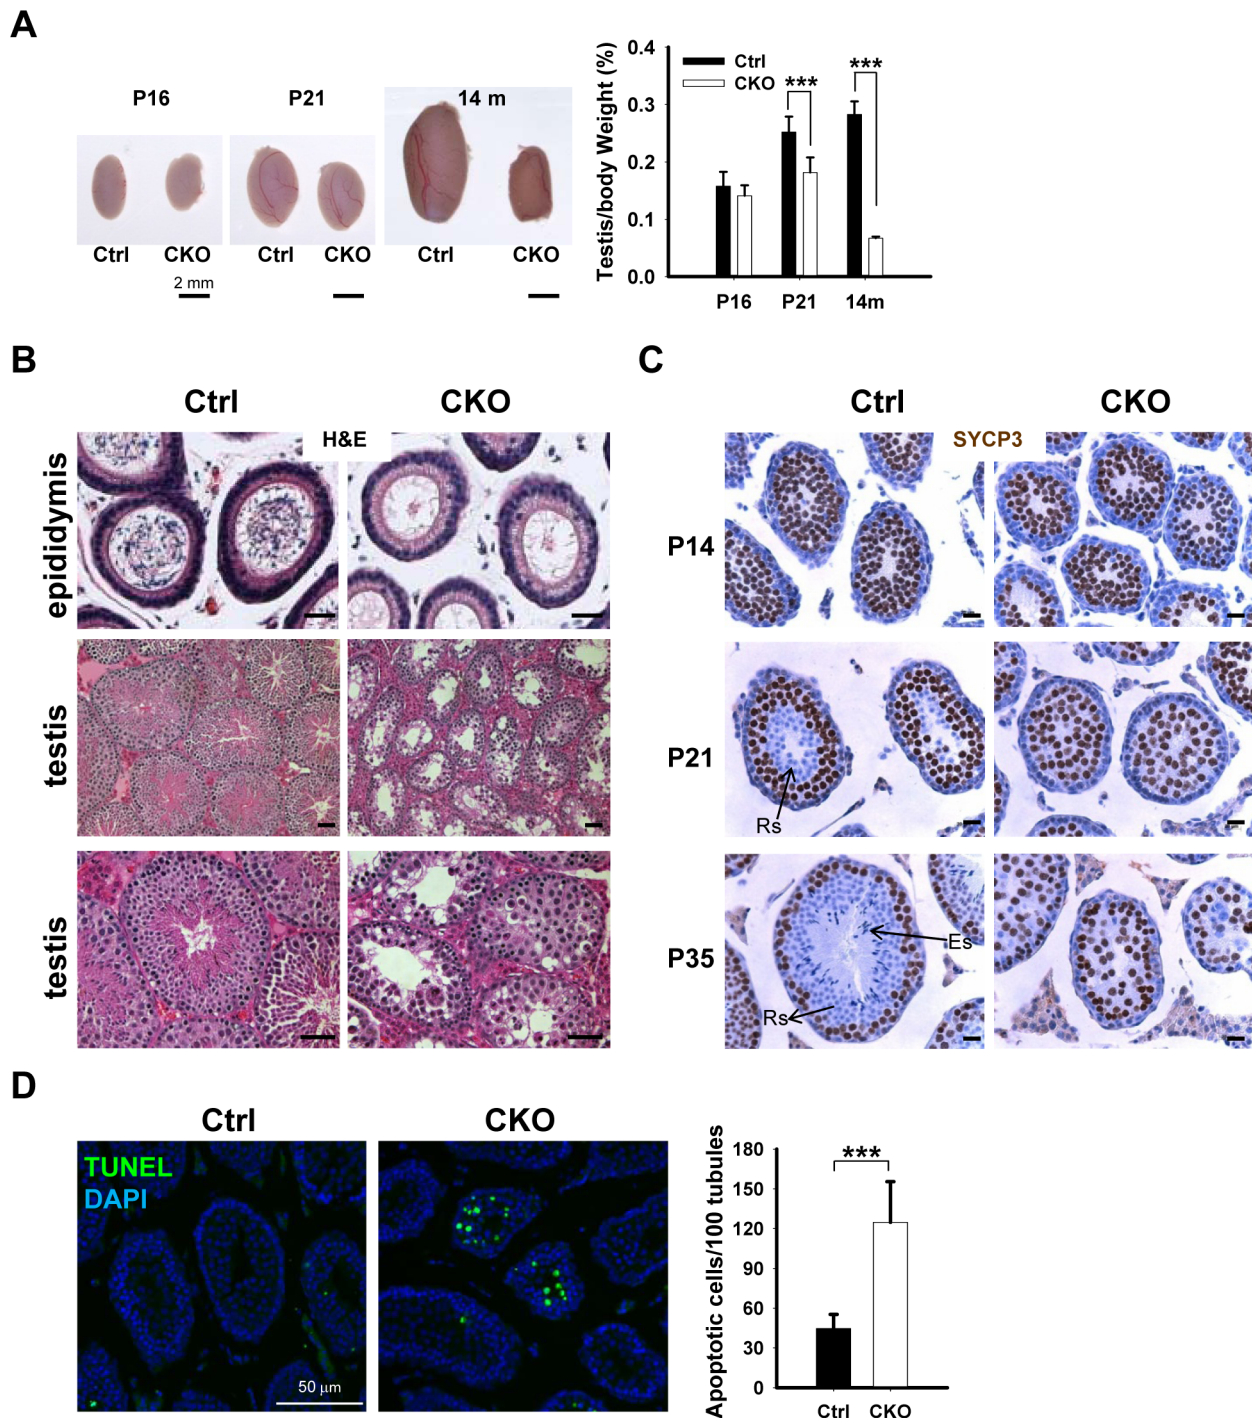 A
P16
P21
14 m
Ctrl
CKO
Ctrl
CKO
Ctrl
CKO
2 mm
Testis/body Weight (%)
0.4
0.3
0.2
0.1
0.0
Ctrl
CKO
***
***
P16
P21
14m
B
Ctrl
CKO
H&E
epididymis
testis
testis
C
Ctrl
CKO
SYCP3
P14
P21
Rs
P35
Es
Rs
D
Ctrl
CKO
TUNEL
DAPI
50 μm
Apoptotic cells/100 tubules
180
150
120
90
60
30
0
***
Ctrl
CKO